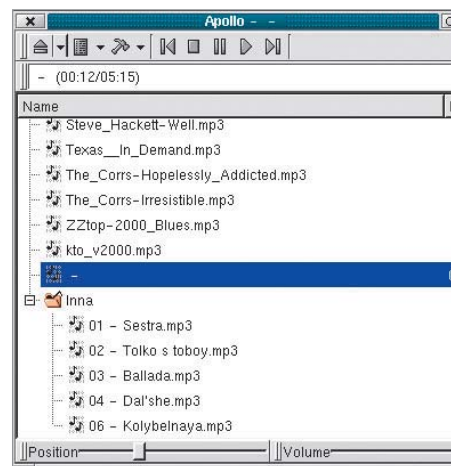 Apollo - -
- (00:12/05:15)
Name
Steve_Hackett-Well.mp3
Texas__In_Demand.mp3
The_Corrs-Hopelessly_Addicted.mp3
The_Corrs-Irresistible.mp3
ZZtop-2000_Blues.mp3
kto_v2000.mp3
-
Inna
01 - Sestra.mp3
02 - Tolko s toboy.mp3
03 - Ballada.mp3
04 - Dal'she.mp3
06 - Kolybelnaya.mp3
Position Volume